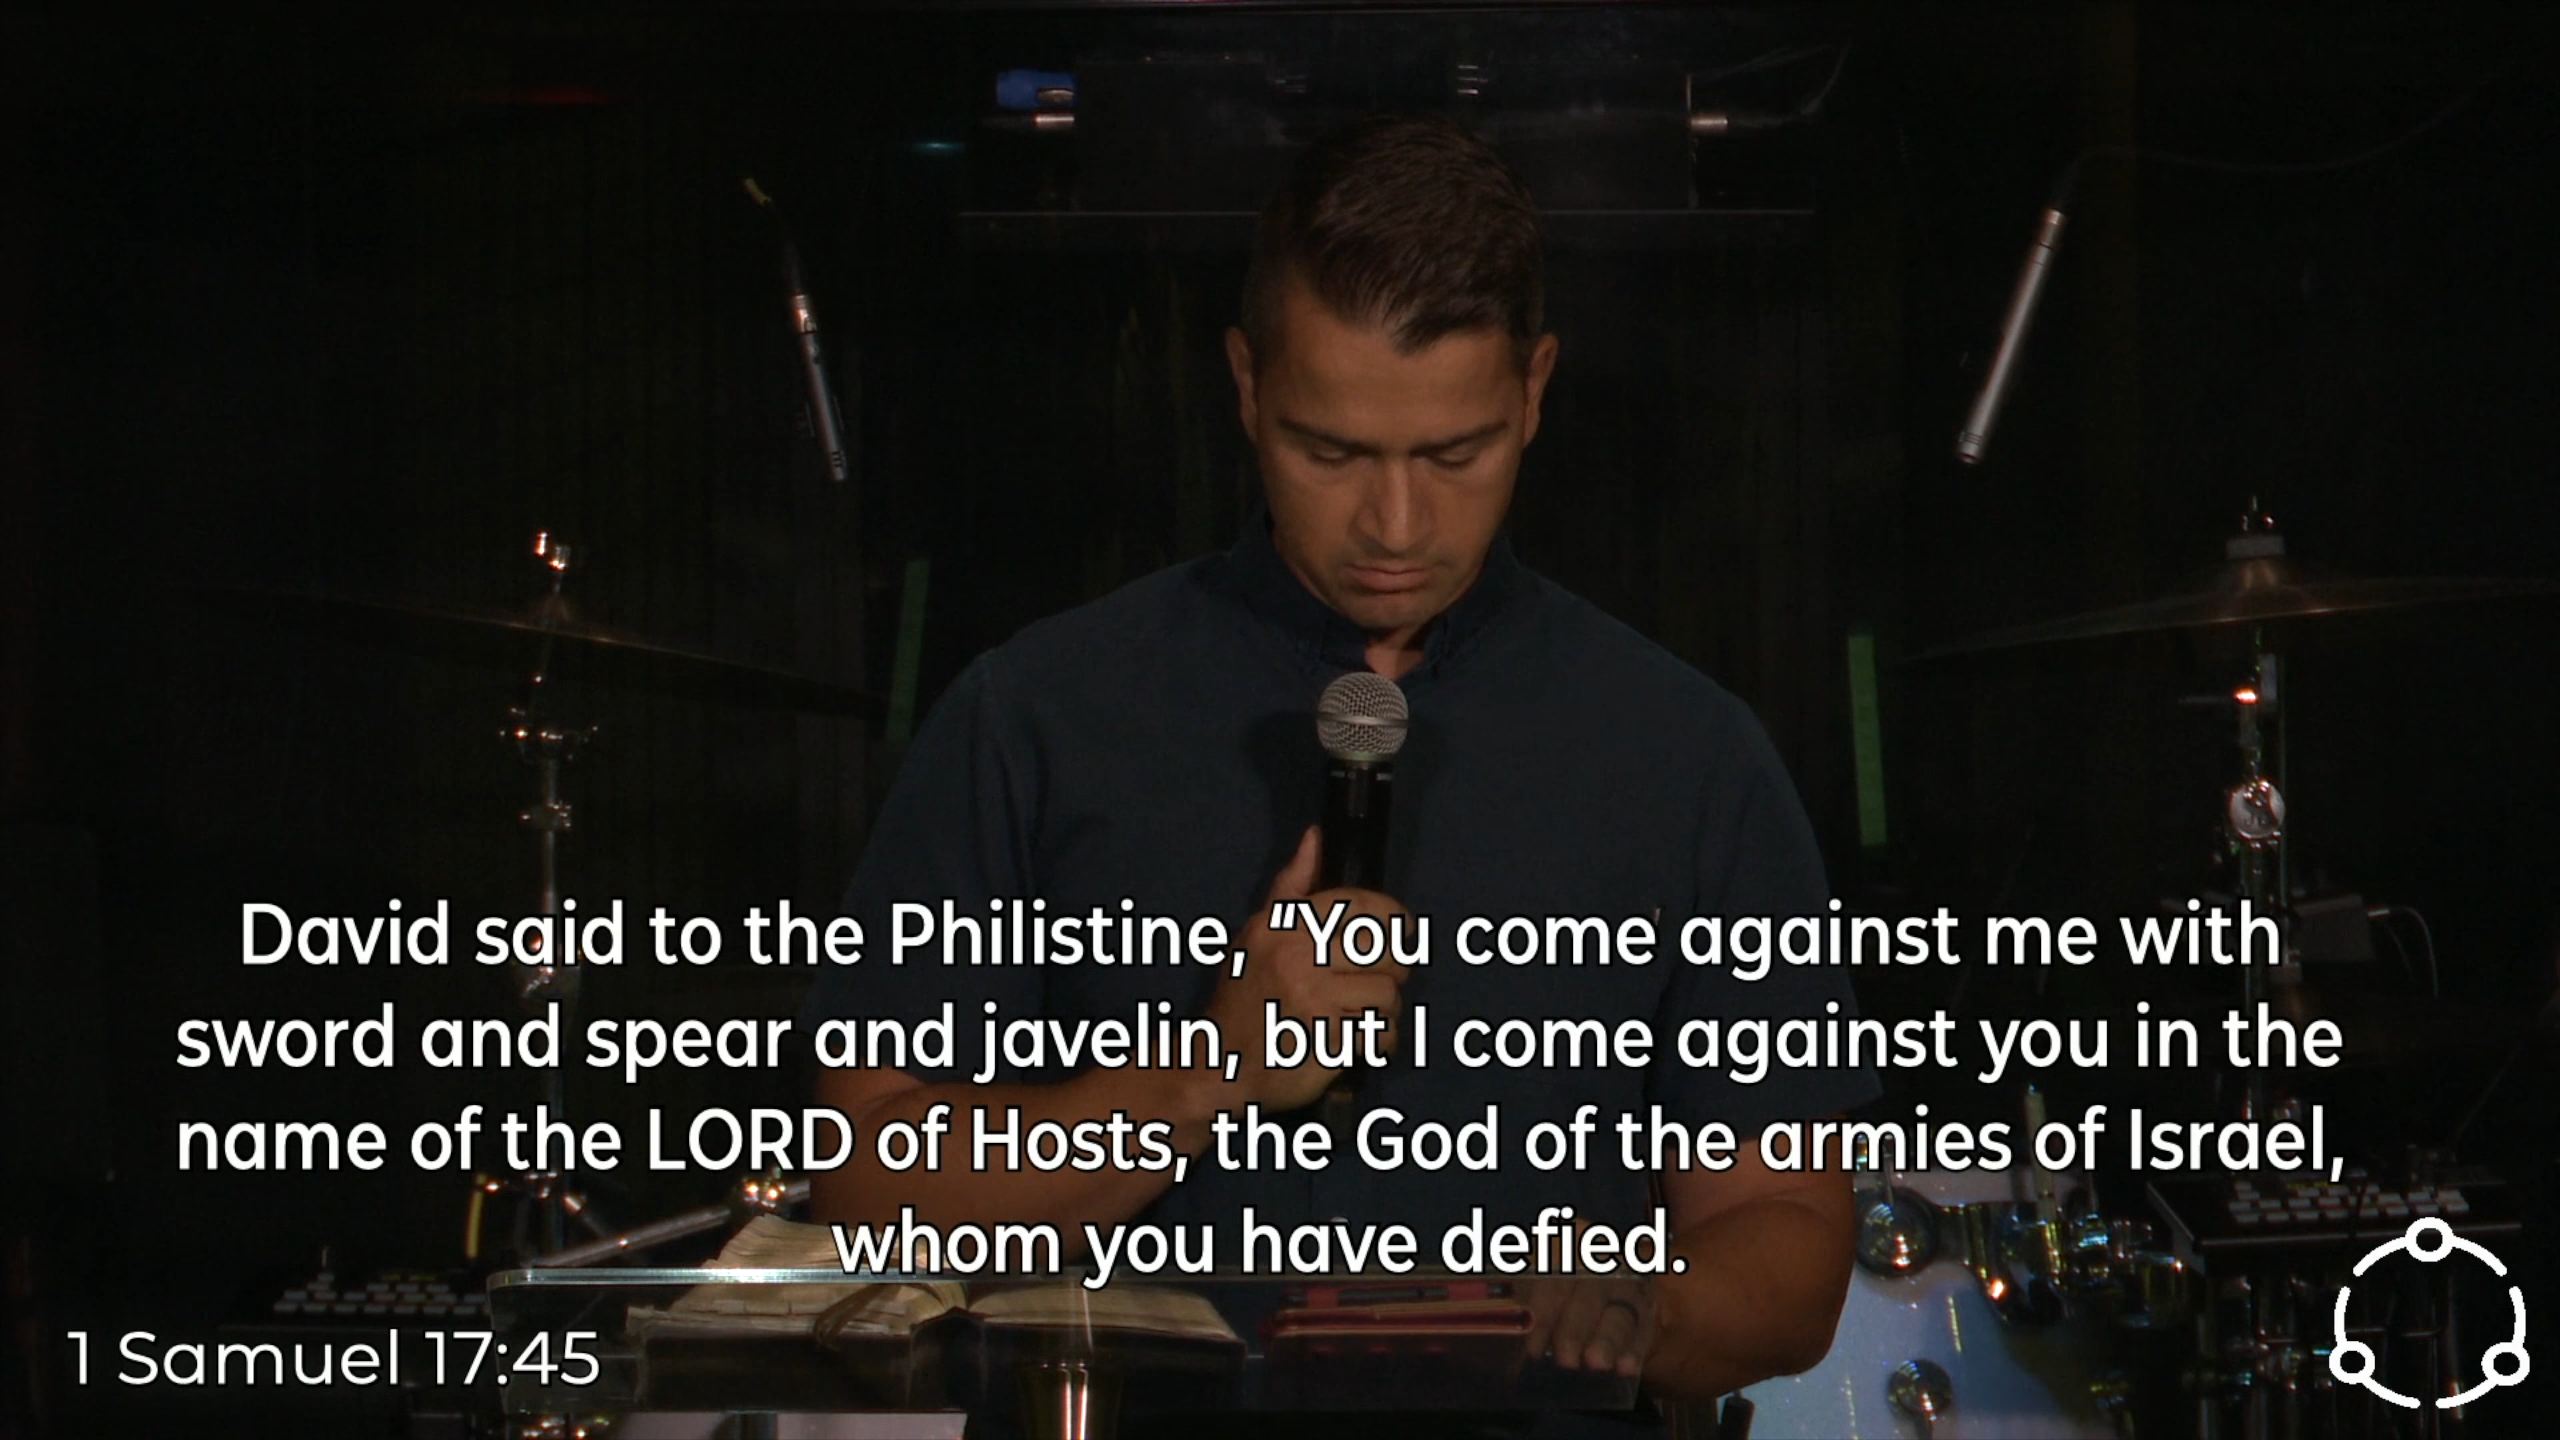 David said to the Philistine, “You come against me with
sword and spear and javelin, but I come against you in the
name of the LORD of Hosts, the God of the armies of Israel,
whom you have defied.
1 Samuel 17:45